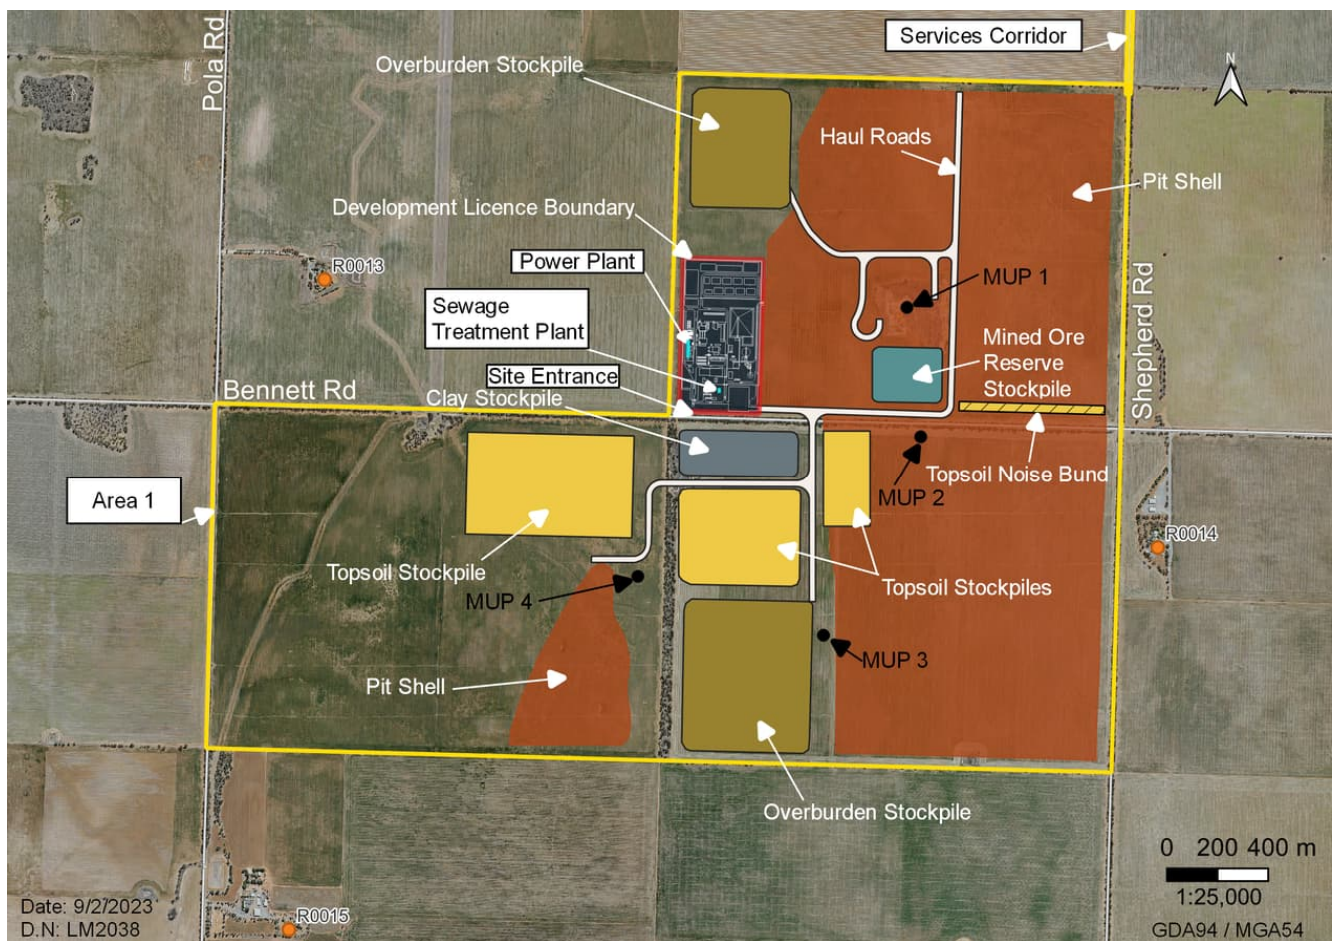 Services Corridor
Pola Rd
Overburden Stockpile
N
Haul Roads
Pit Shell
Development Licence Boundary
Power Plant
R0013
MUP 1
Sewage
Treatment Plant
Mined Ore
Reserve
Stockpile
Shepherd Rd
Site Entrance
Bennett Rd
Clay Stockpile
Topsoil Noise Bund
Area 1
MUP 2
R0014
Topsoil Stockpile
MUP 4
Topsoil Stockpiles
MUP 3
Pit Shell
Overburden Stockpile
0 200 400 m
1:25,000
Date: 9/2/2023
D.N: LM2038
R0015
GDA94 / MGA54